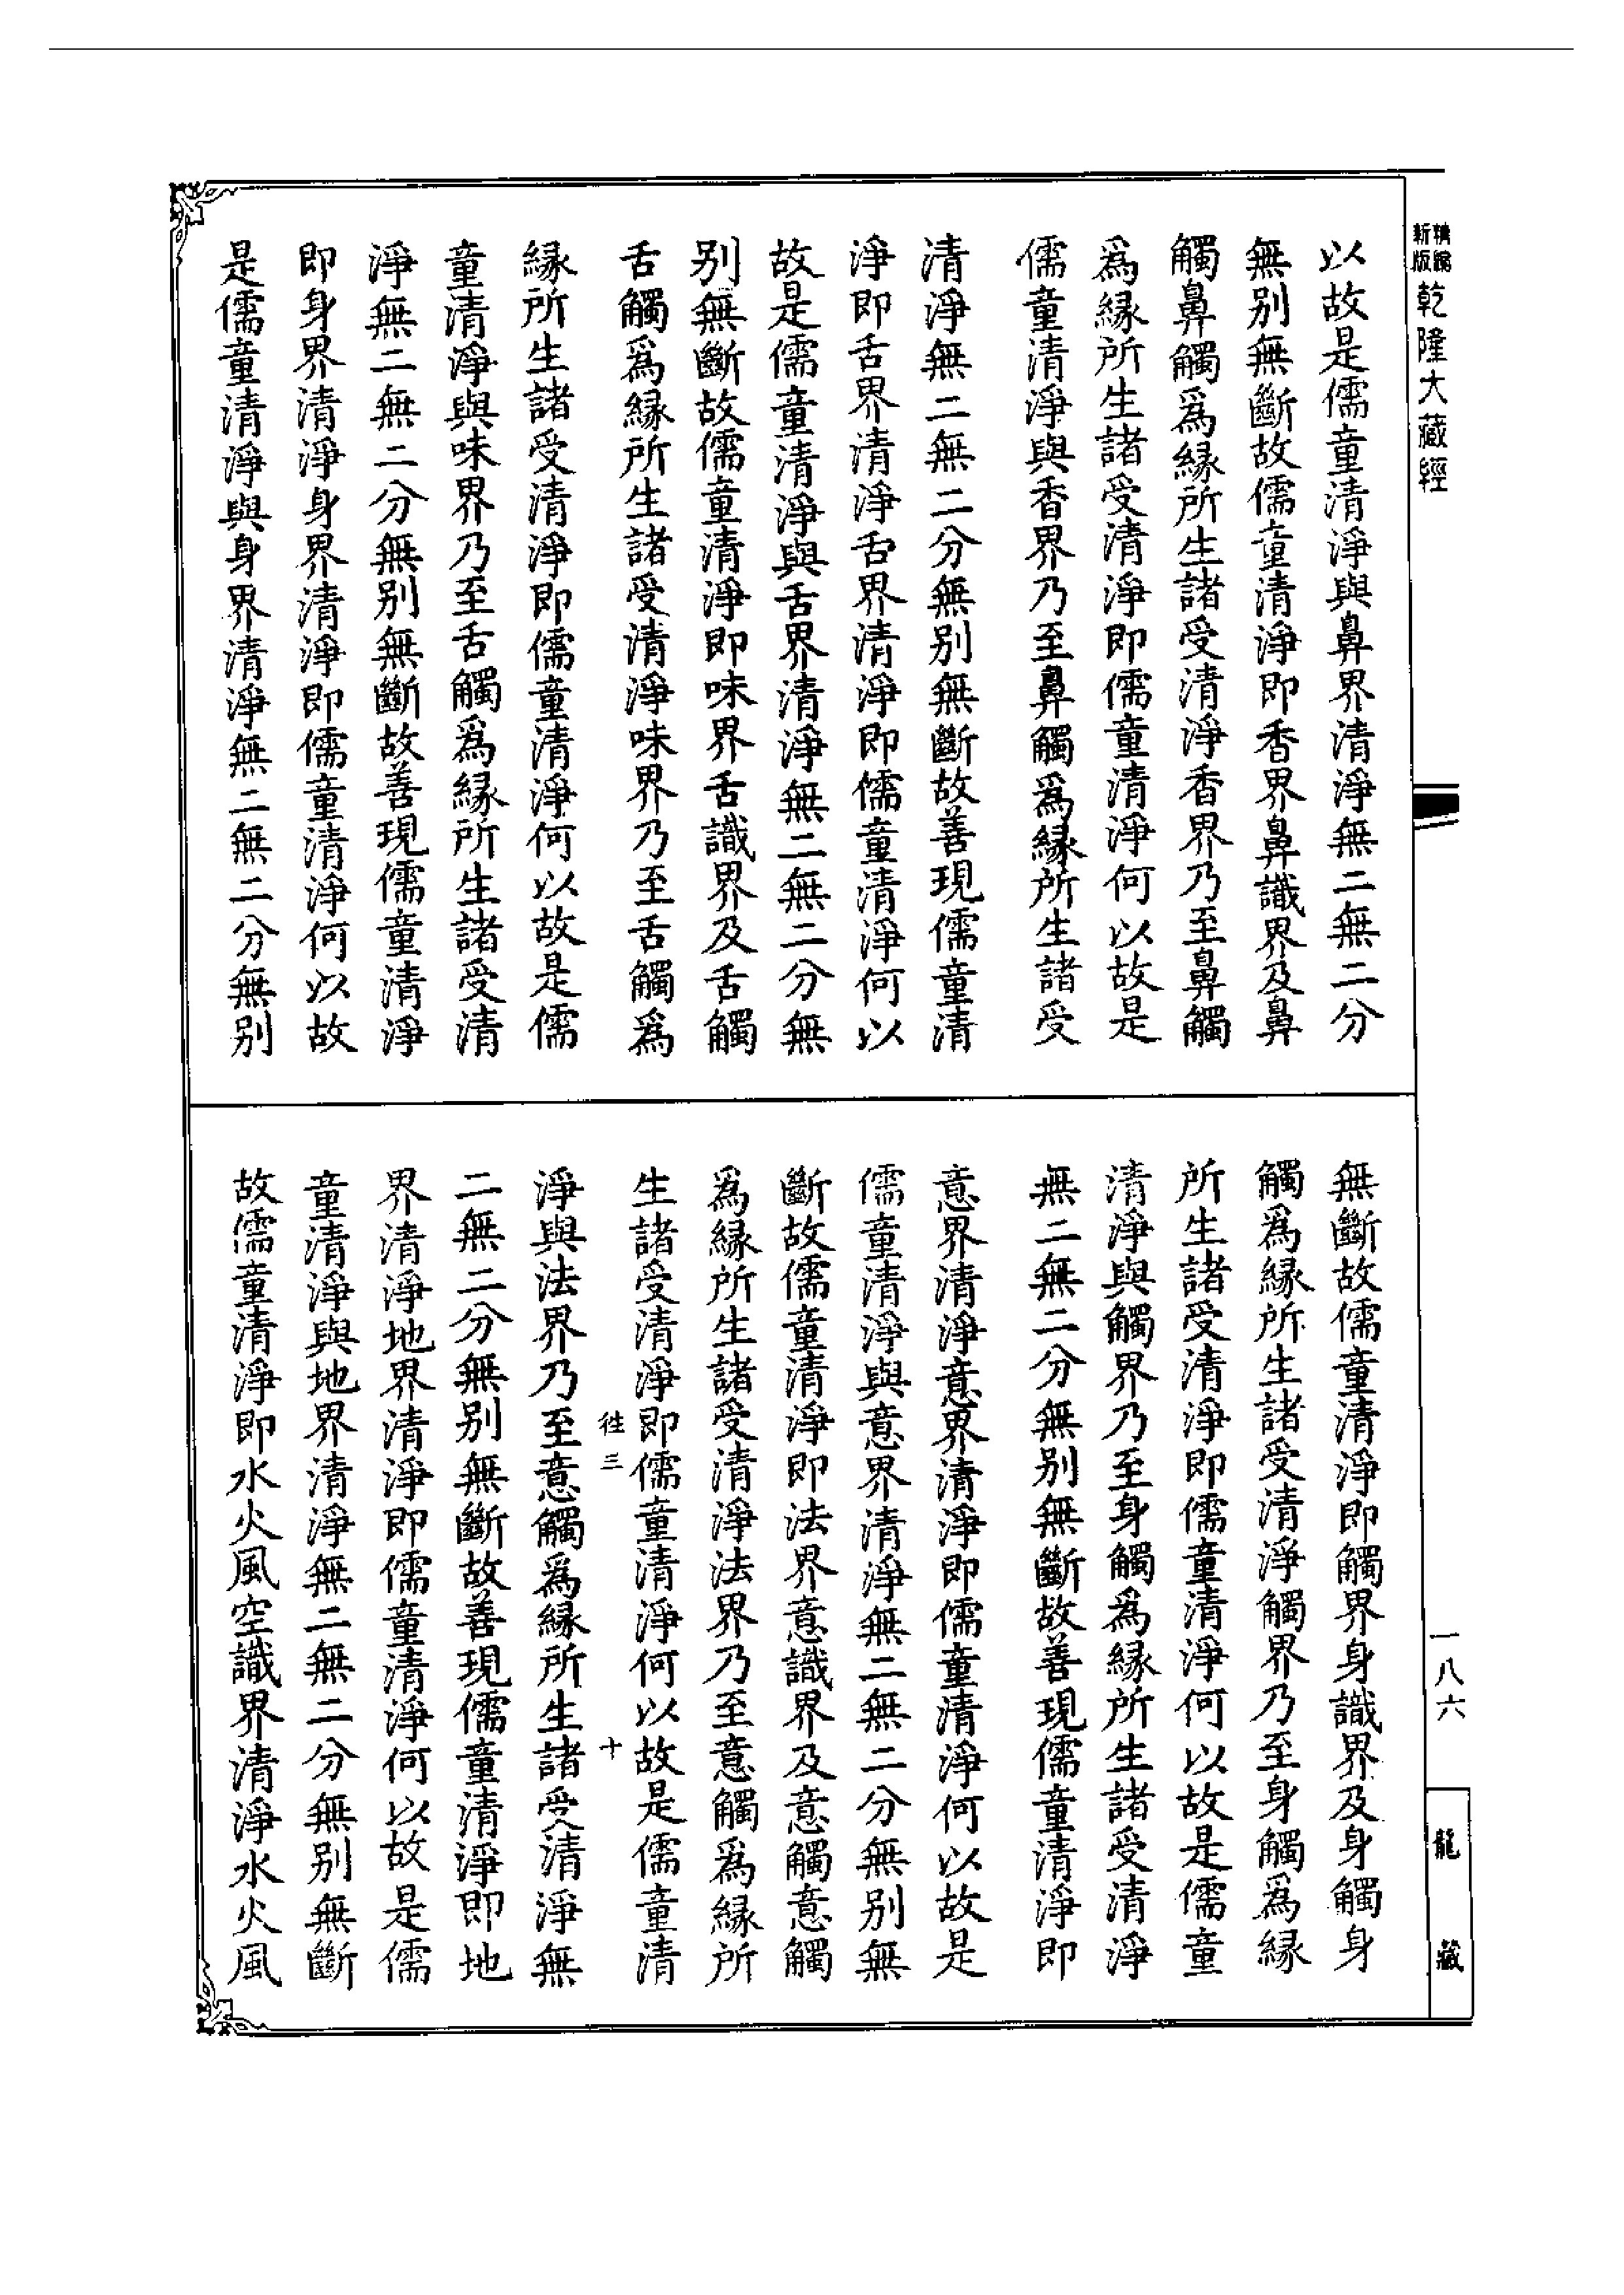 精編新版乾隆大藏經
以故是儒童清淨與鼻界清淨無二無二分
無別無斷故儒童清淨即香界鼻識界及鼻
觸鼻觸爲緣所生諸受清淨香界乃至鼻觸
爲緣所生諸受清淨即儒童清淨何以故是
儒童清淨與香界乃至鼻觸爲緣所生諸受
清淨無二無二分無別無斷故善現儒童清
淨即舌界清淨舌界清淨即儒童清淨何以
故是儒童清淨與舌界清淨無二無二分無
別無斷故儒童清淨即味界舌識界及舌觸
舌觸爲緣所生諸受清淨味界乃至舌觸爲
緣所生諸受清淨即儒童清淨何以故是儒
童清淨與味界乃至舌觸爲緣所生諸受清
淨無二無二分無別無斷故善現儒童清淨
即身界清淨身界清淨即儒童清淨何以故
是儒童清淨與身界清淨無二無二分無別
無斷故儒童清淨即觸界身識界及身觸身
觸爲緣所生諸受清淨觸界乃至身觸爲緣
所生諸受清淨即儒童清淨何以故是儒童
清淨與觸界乃至身觸爲緣所生諸受清淨
無二無二分無別無斷故善現儒童清淨即
意界清淨意界清淨即儒童清淨何以故是
儒童清淨與意界清淨無二無二分無別無
斷故儒童清淨即法界意識界及意觸意觸
爲緣所生諸受清淨法界乃至意觸爲緣所
生諸受清淨即儒童清淨何以故是儒童清
徃三 十
淨與法界乃至意觸爲緣所生諸受清淨無
二無二分無別無斷故善現儒童清淨即地
界清淨地界清淨即儒童清淨何以故是儒
童清淨與地界清淨無二無二分無別無斷
故儒童清淨即水火風空識界清淨水火風
一八六
龍藏